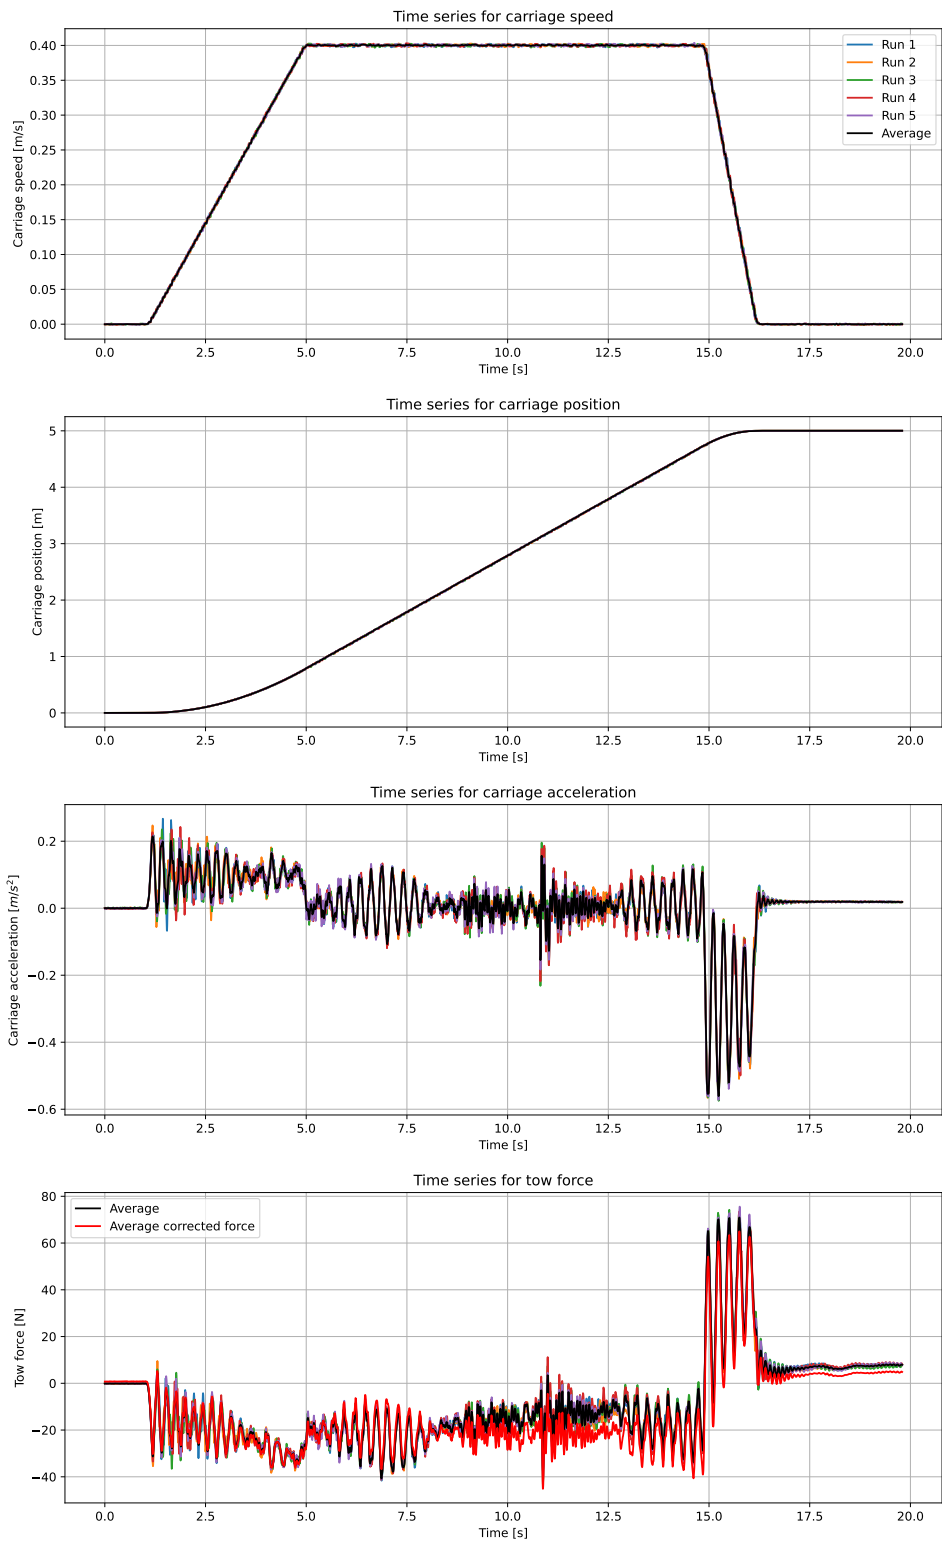 Time series for carriage speed
Carriage speed [m/s]
0.40
0.35
0.30
0.25
0.20
0.15
0.10
0.05
0.00
Run 1
Run 2
Run 3
Run 4
Run 5
Average
0.0 2.5 5.0 7.5 10.0 12.5 15.0 17.5 20.0
Time [s]
Time series for carriage position
Carriage position [m]
5
4
3
2
1
0
0.0 2.5 5.0 7.5 10.0 12.5 15.0 17.5 20.0
Time [s]
Time series for carriage acceleration
Carriage acceleration [m/s²]
0.2
0.0
−0.2
−0.4
−0.6
0.0 2.5 5.0 7.5 10.0 12.5 15.0 17.5 20.0
Time [s]
Time series for tow force
Tow force [N]
80
60
40
20
0
−20
−40
Average
Average corrected force
0.0 2.5 5.0 7.5 10.0 12.5 15.0 17.5 20.0
Time [s]